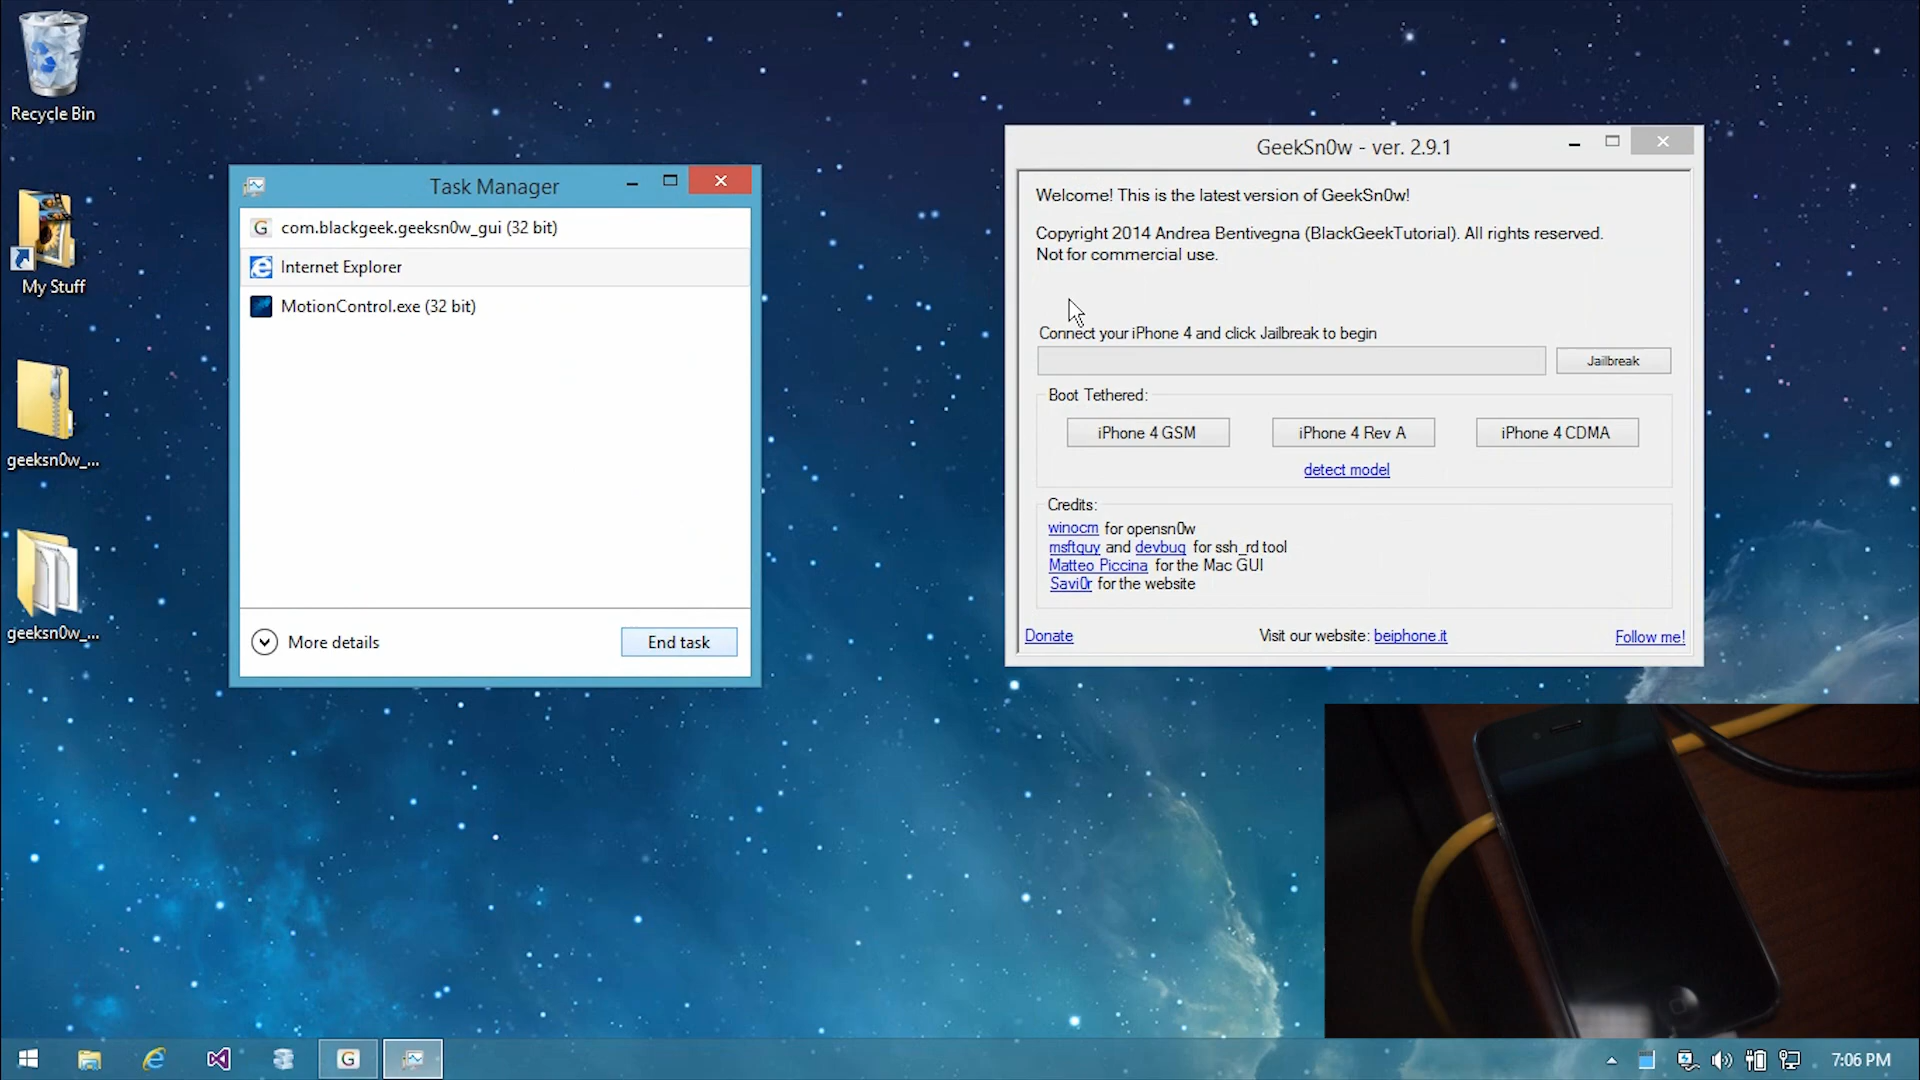 Recycle Bin
My Stuff
geeksn0w_...
geeksn0w_...
Task Manager
com.blackgeek.geeksn0w_gui (32 bit)
Internet Explorer
MotionControl.exe (32 bit)
More details
End task
GeekSn0w - ver. 2.9.1
Welcome! This is the latest version of GeekSn0w!
Copyright 2014 Andrea Bentivegna (BlackGeekTutorial). All rights reserved.
Not for commercial use.
Connect your iPhone 4 and click Jailbreak to begin
Jailbreak
Boot Tethered:
iPhone 4 GSM
iPhone 4 Rev A
iPhone 4 CDMA
detect model
Credits:
winocm for opensn0w
msftguy and devbug for ssh_rd tool
Matteo Piccina for the Mac GUI
Savi0r for the website
Donate
Visit our website: beiphone.it
Follow me!
G
7:06 PM